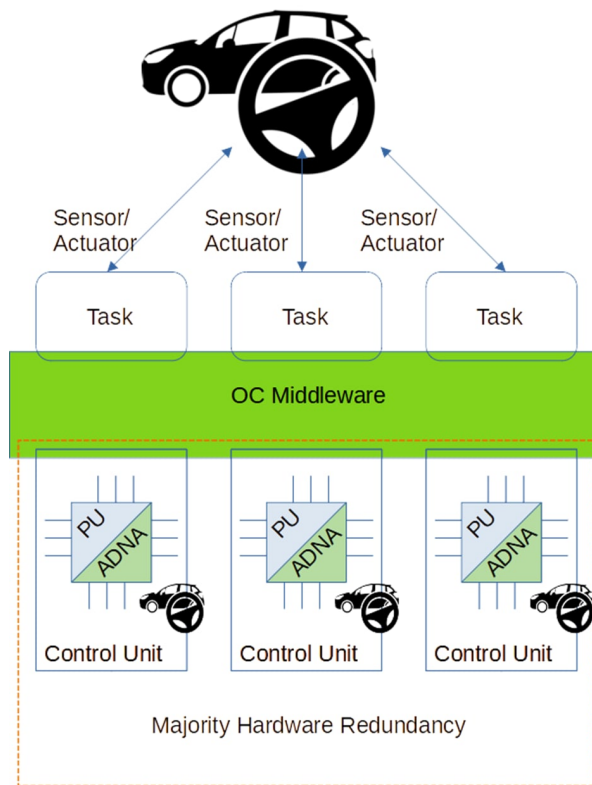 Sensor/
Actuator
Sensor/
Actuator
Sensor/
Actuator
Task
Task
Task
OC Middleware
PU
ADNA
PU
ADNA
PU
ADNA
Control Unit
Control Unit
Control Unit
Majority Hardware Redundancy